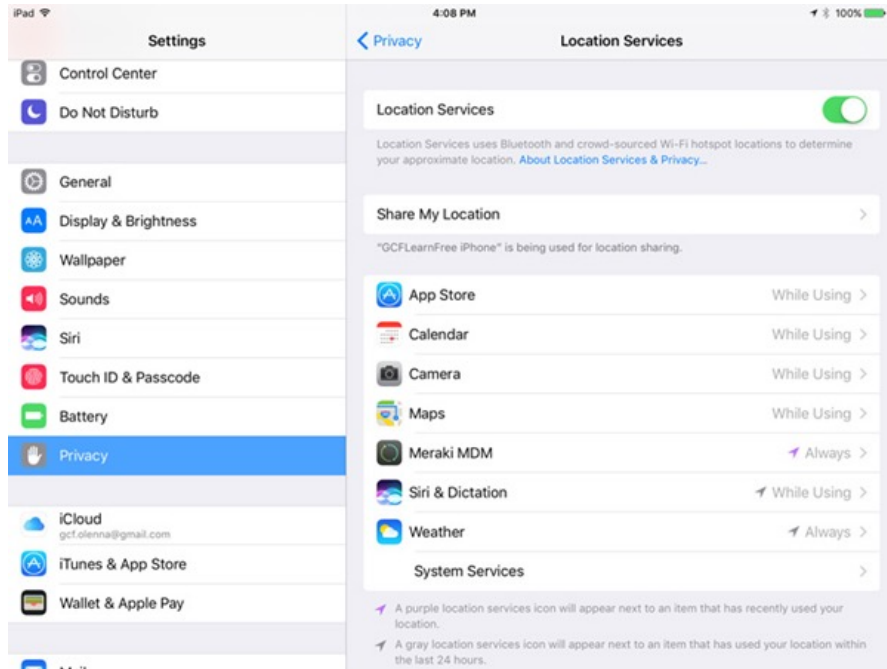 iPad
4:08 PM
100%
Settings
Privacy
Location Services
Control Center
Do Not Disturb
General
AA Display & Brightness
Wallpaper
Sounds
Siri
Touch ID & Passcode
Battery
Privacy
iCloud
gcf.olenna@gmail.com
iTunes & App Store
Wallet & Apple Pay
Location Services
Location Services uses Bluetooth and crowd-sourced Wi-Fi hotspot locations to determine
your approximate location. About Location Services & Privacy...
Share My Location
"GCFLearnFree iPhone" is being used for location sharing.
App Store While Using
Calendar While Using
Camera While Using
Maps While Using
Meraki MDM Always
Siri & Dictation While Using
Weather Always
System Services
A purple location services icon will appear next to an item that has recently used your
location.
A gray location services icon will appear next to an item that has used your location within
the last 24 hours.